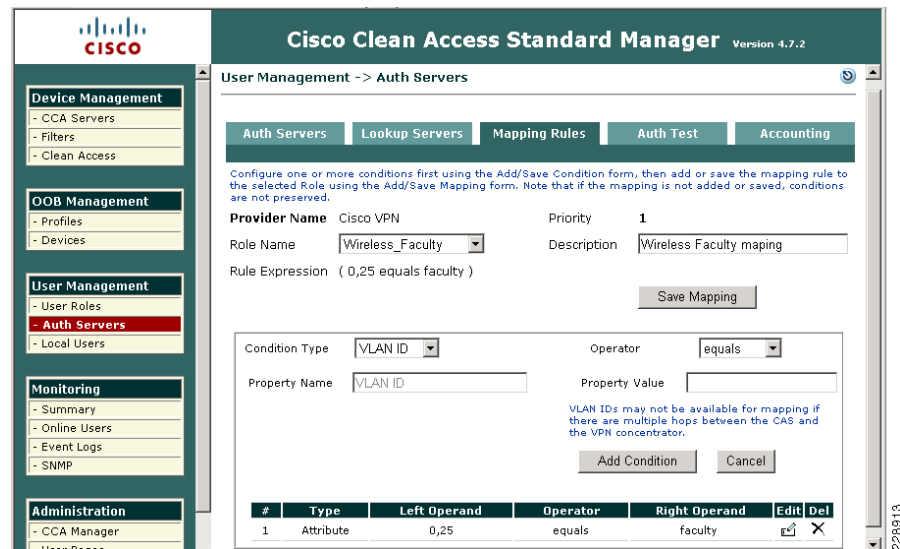 CISCO
Cisco Clean Access Standard Manager Version 4.7.2
User Management -> Auth Servers
Device Management
- CCA Servers
- Filters
- Clean Access
OOB Management
- Profiles
- Devices
User Management
- User Roles
- Auth Servers
- Local Users
Monitoring
- Summary
- Online Users
- Event Logs
- SNMP
Administration
- CCA Manager
- User Pages
Auth Servers Lookup Servers Mapping Rules Auth Test Accounting
Configure one or more conditions first using the Add/Save Condition form, then add or save the mapping rule to
the selected Role using the Add/Save Mapping form. Note that if the mapping is not added or saved, conditions
are not preserved.
Provider Name Cisco VPN Priority 1
Role Name Wireless_Faculty Description Wireless Faculty maping
Rule Expression ( 0,25 equals faculty )
Save Mapping
Condition Type VLAN ID Operator equals
Property Name VLAN ID Property Value
VLAN IDs may not be available for mapping if
there are multiple hops between the CAS and
the VPN concentrator.
Add Condition Cancel
# Type Left Operand Operator Right Operand Edit Del
1 Attribute 0,25 equals faculty
228913